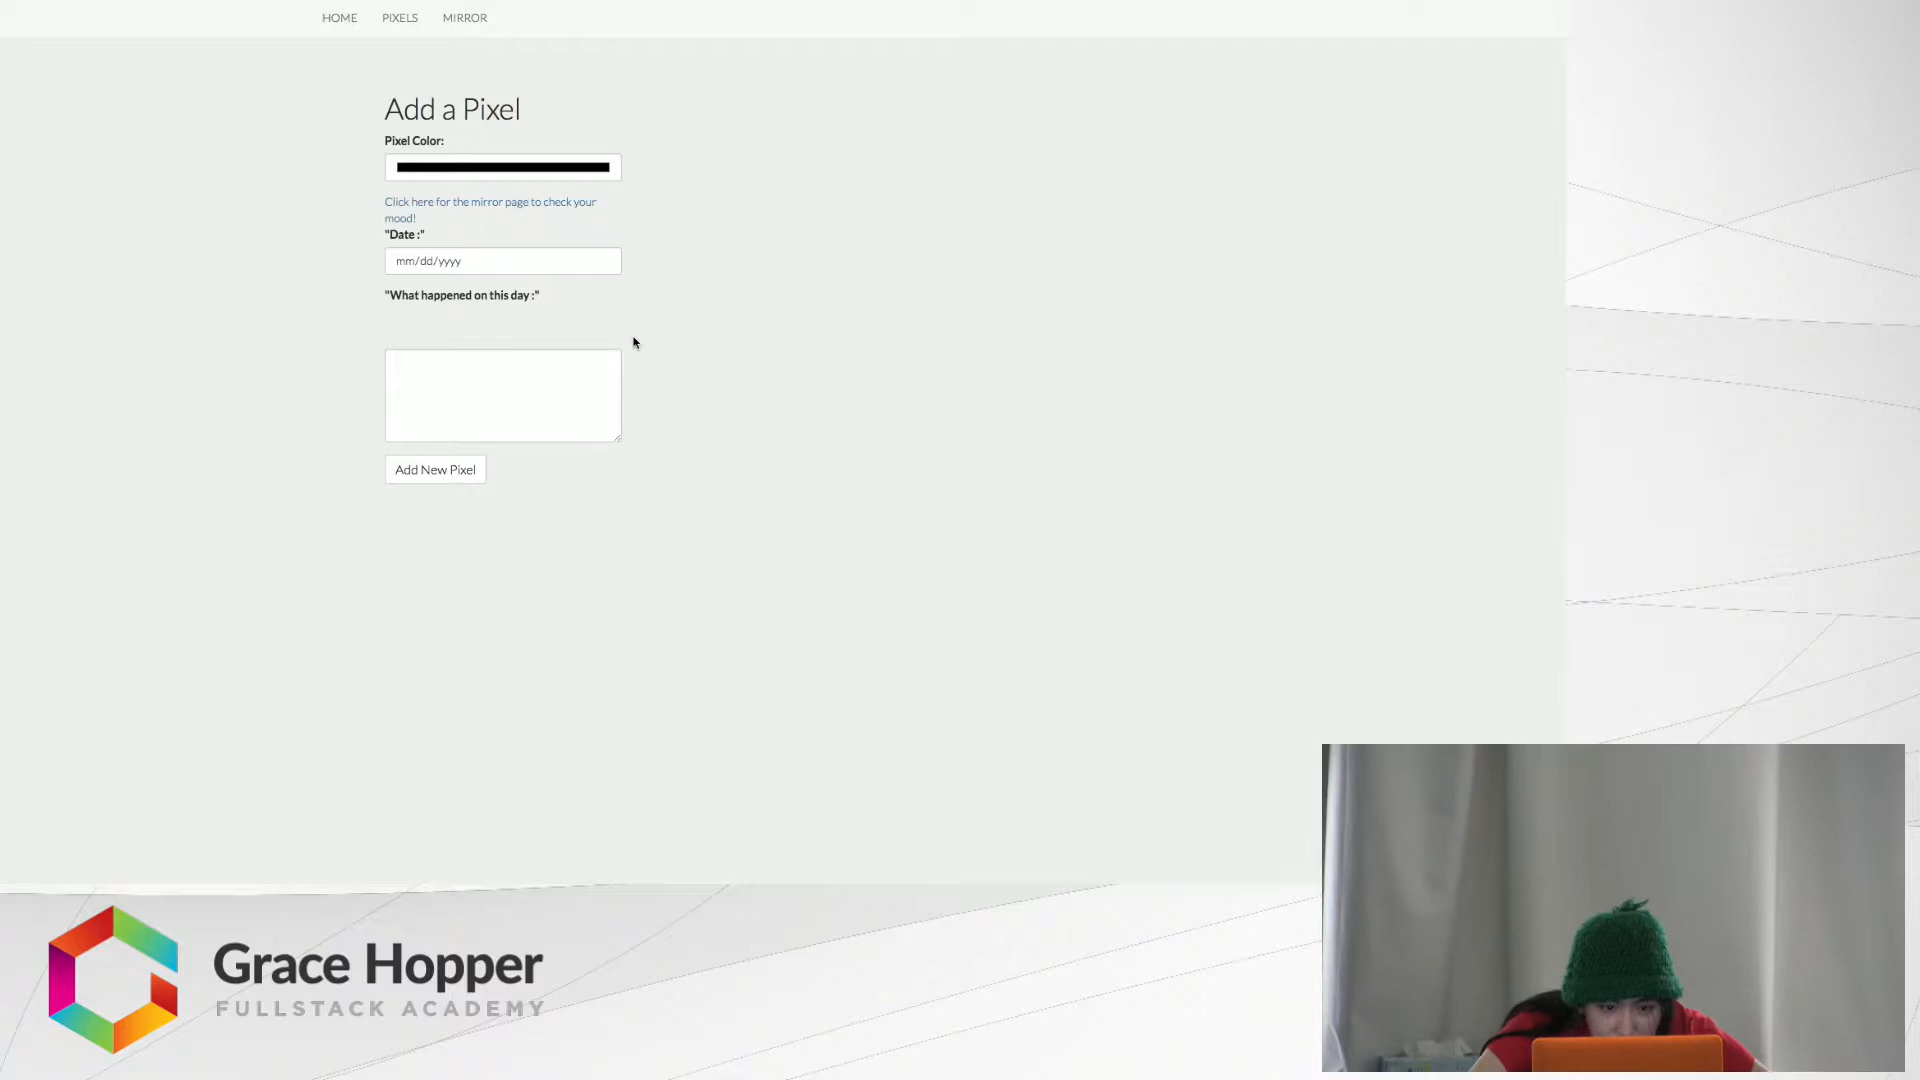 HOME PIXELS MIRROR
Add a Pixel
Pixel Color:
Click here for the mirror page to check your
mood!
"Date :"
mm/dd/yyyy
"What happened on this day :"
Add New Pixel
Grace Hopper
FULLSTACK ACADEMY